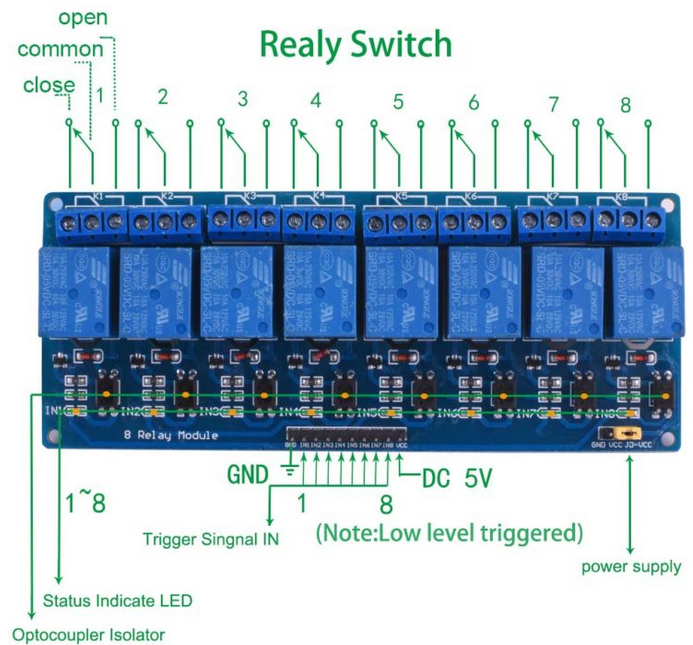 open
Realy Switch
common
close
1 2 3 4 5 6 7 8
K1 K2 K3 K4 K5 K6 K7 K8
SONGLE
IN1 IN2 IN3 IN4 IN5 IN6 IN7 IN8
8 Relay Module
GND IN1 IN2 IN3 IN4 IN5 IN6 IN7 IN8 VCC
GND VCC JD-VCC
GND
DC 5V
1~8
1
8
Trigger Singnal IN
(Note:Low level triggered)
power supply
Status Indicate LED
Optocoupler Isolator